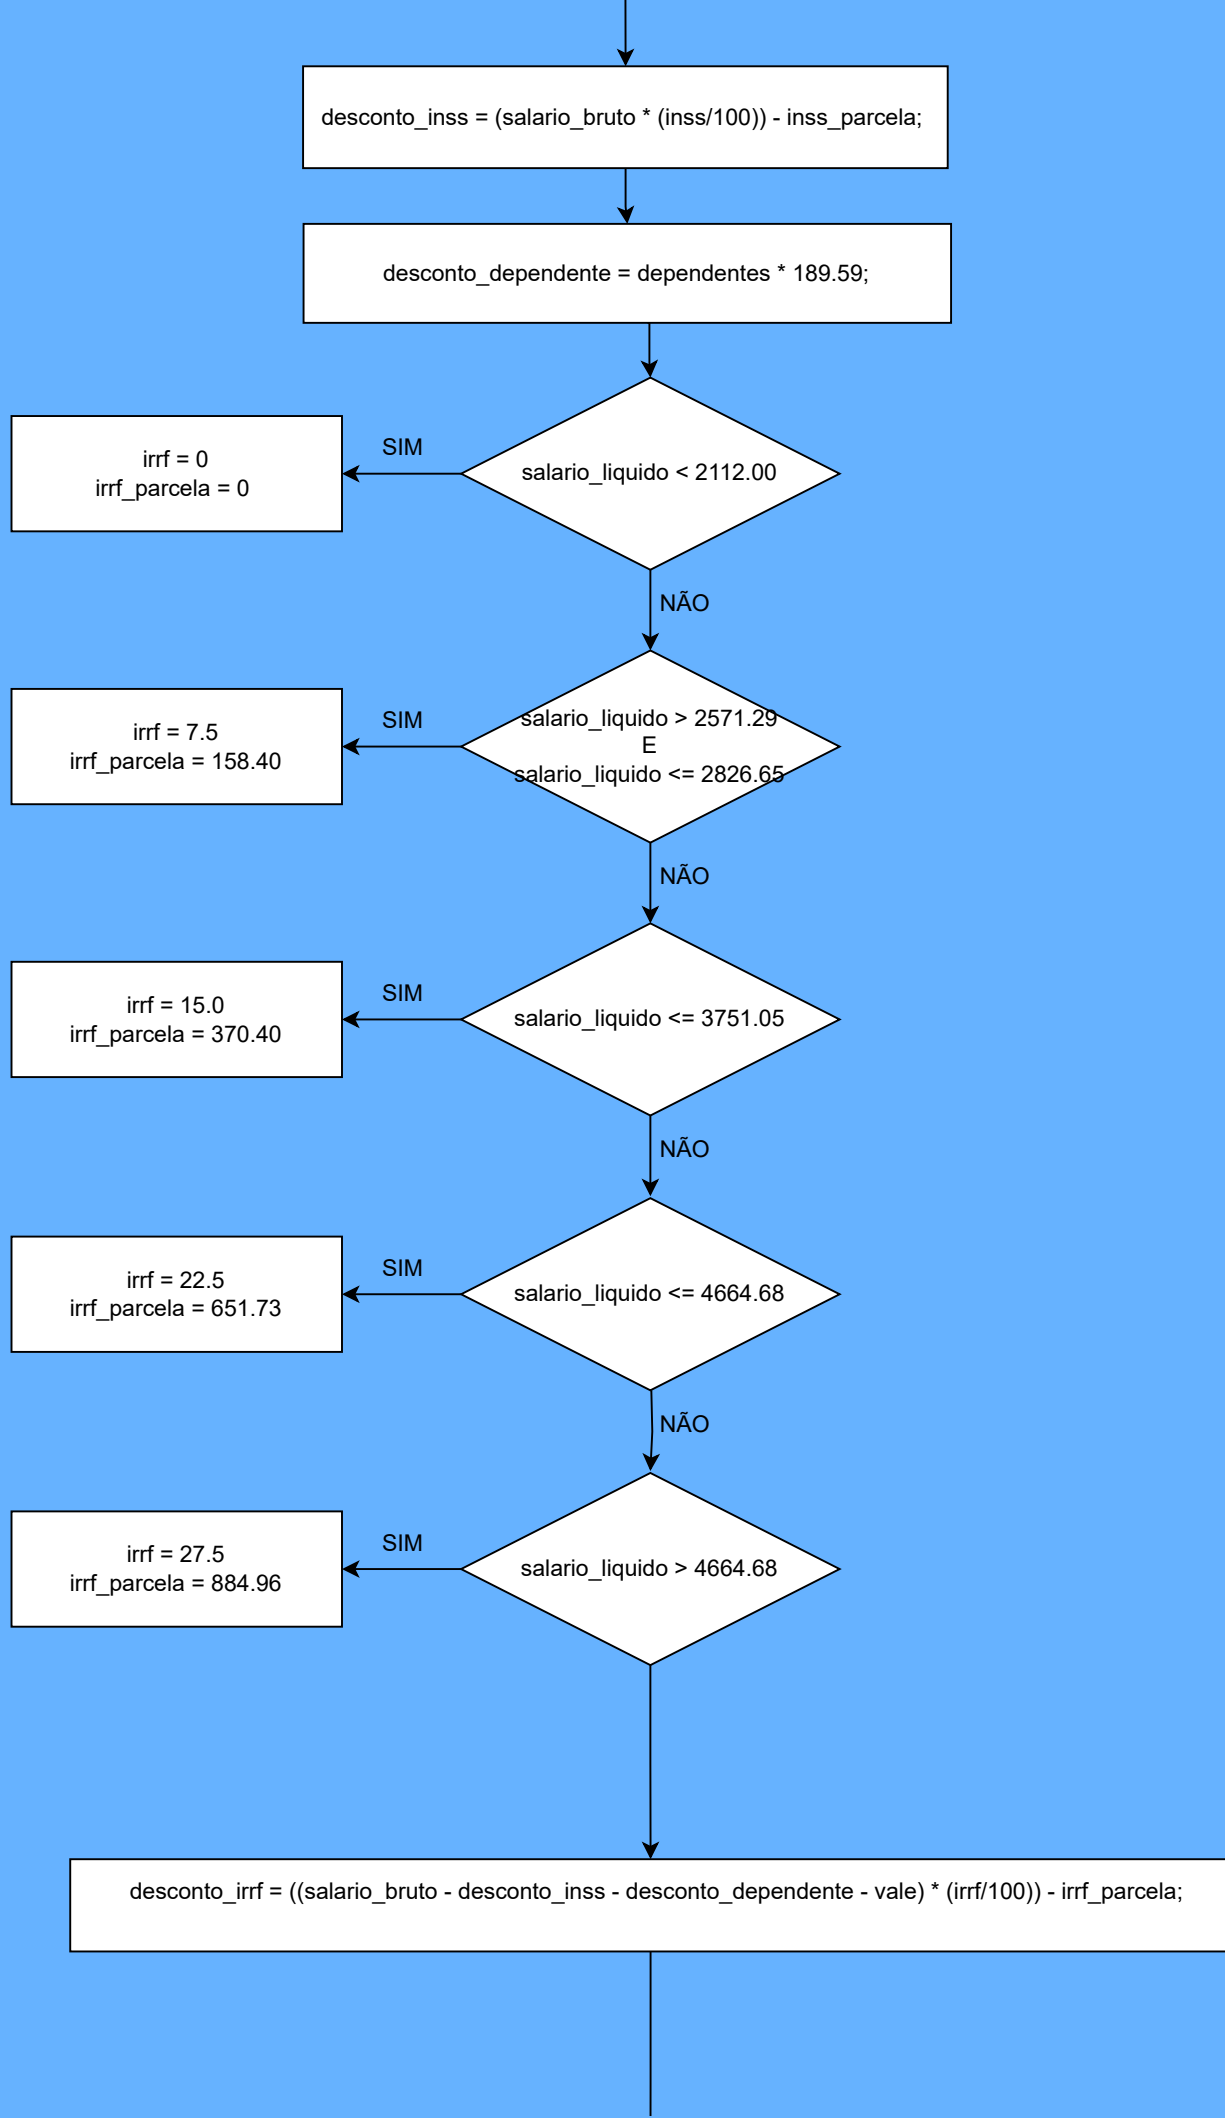 desconto_inss = (salario_bruto * (inss/100)) - inss_parcela;
desconto_dependente = dependentes * 189.59;
salario_liquido < 2112.00
SIM
irrf = 0
irrf_parcela = 0
NÃO
salario_liquido > 2571.29
E
salario_liquido <= 2826.65
SIM
irrf = 7.5
irrf_parcela = 158.40
NÃO
salario_liquido <= 3751.05
SIM
irrf = 15.0
irrf_parcela = 370.40
NÃO
salario_liquido <= 4664.68
SIM
irrf = 22.5
irrf_parcela = 651.73
NÃO
salario_liquido > 4664.68
SIM
irrf = 27.5
irrf_parcela = 884.96
desconto_irrf = ((salario_bruto - desconto_inss - desconto_dependente - vale) * (irrf/100)) - irrf_parcela;